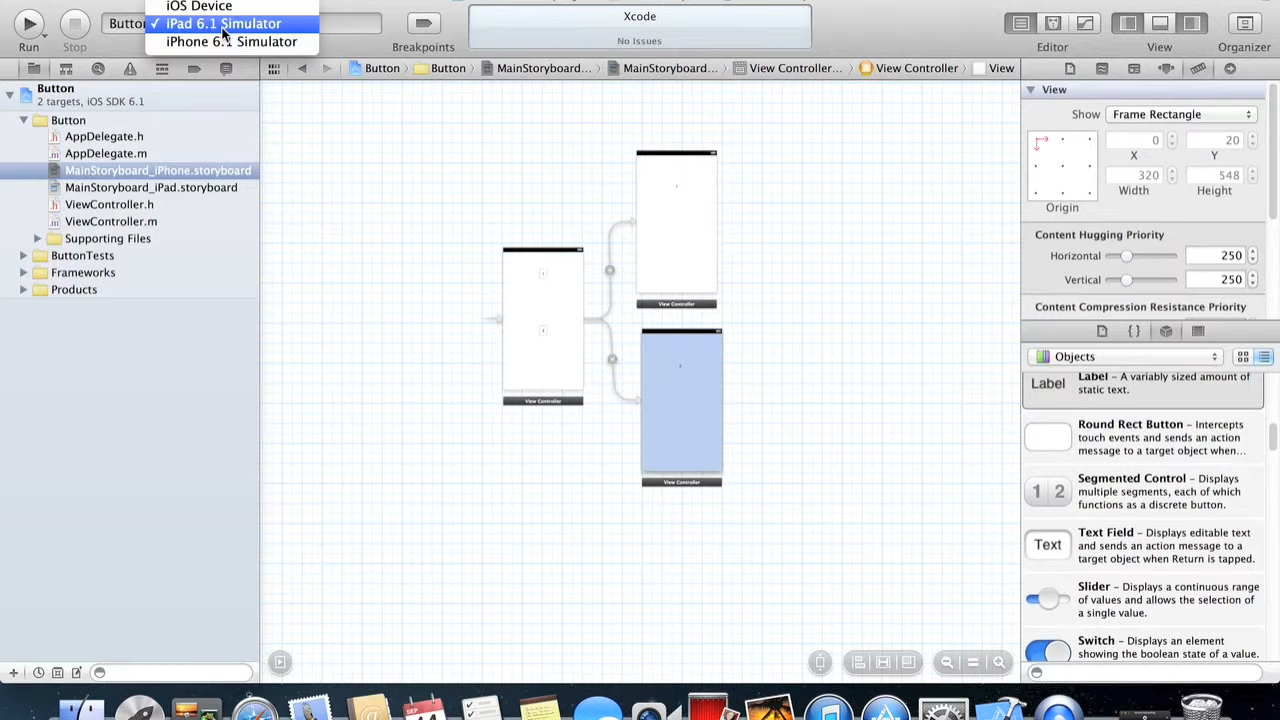 iOS Device
Button
✓ iPad 6.1 Simulator
iPhone 6.1 Simulator
Run
Stop
Breakpoints
Xcode
No Issues
Editor
View
Organizer
Button
MainStoryboard...
MainStoryboard...
View Controller...
View Controller
View
Button
2 targets, iOS SDK 6.1
Button
AppDelegate.h
AppDelegate.m
MainStoryboard_iPhone.storyboard
MainStoryboard_iPad.storyboard
ViewController.h
ViewController.m
Supporting Files
ButtonTests
Frameworks
Products
View Controller
View Controller
View Controller
View
Show Frame Rectangle
0 20
X Y
320 548
Width Height
Origin
Content Hugging Priority
Horizontal 250
Vertical 250
Content Compression Resistance Priority
Objects
Label
Label – A variably sized amount of
static text.
Round Rect Button – Intercepts
touch events and sends an action
message to a target object when...
1 2
Segmented Control – Displays
multiple segments, each of which
functions as a discrete button.
Text
Text Field – Displays editable text
and sends an action message to a
target object when Return is tapped.
Slider – Displays a continuous range
of values and allows the selection of
a single value.
Switch – Displays an element
showing the boolean state of a value.
SEP